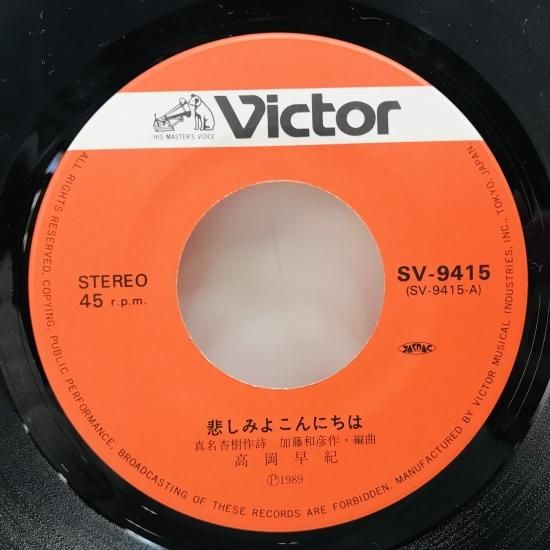 Victor
"HIS MASTER'S VOICE"
STEREO
45 r.p.m.
SV-9415
(SV-9415-A)
JASRAC
悲しみよこんにちは
真名杏樹作詩 加藤和彦作・編曲
高岡早紀
Ⓟ1989
ALL RIGHTS RESERVED, COPYING, PUBLIC PERFORMANCE, BROADCASTING OF THESE RECORDS ARE FORBIDDEN. MANUFACTURED BY VICTOR MUSICAL INDUSTRIES, INC., TOKYO, JAPAN